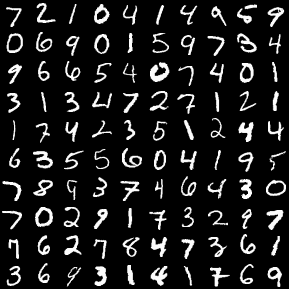 7 2 1 0 4 1 4 9 5 9
0 6 9 0 1 5 9 7 3 4
9 6 6 5 4 0 7 4 0 1
3 1 3 4 7 2 7 1 2 1
1 7 4 2 3 5 1 2 4 4
6 3 5 5 6 0 4 1 9 5
7 8 9 3 7 4 6 4 3 0
7 0 2 9 1 7 3 2 9 7
7 6 2 7 8 4 7 3 6 1
3 6 9 3 1 4 1 7 6 9